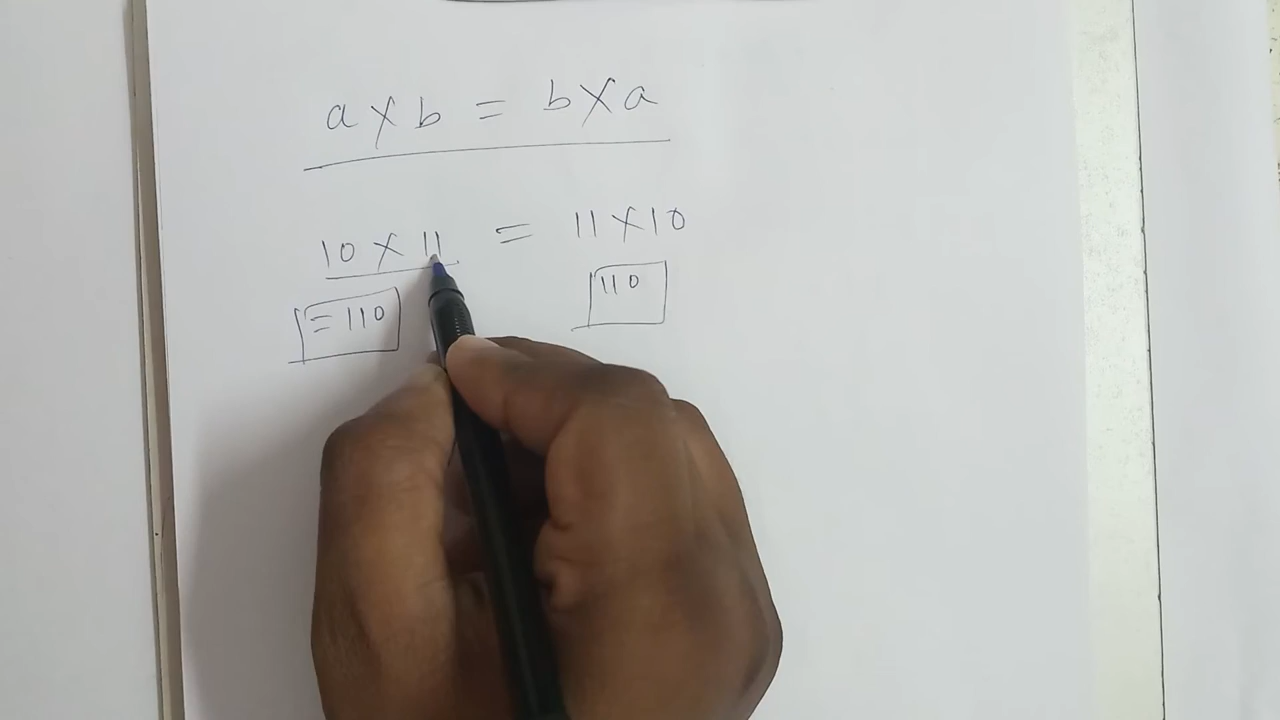 a × b = b × a
10 × 11 = 11 × 10
= 110 110